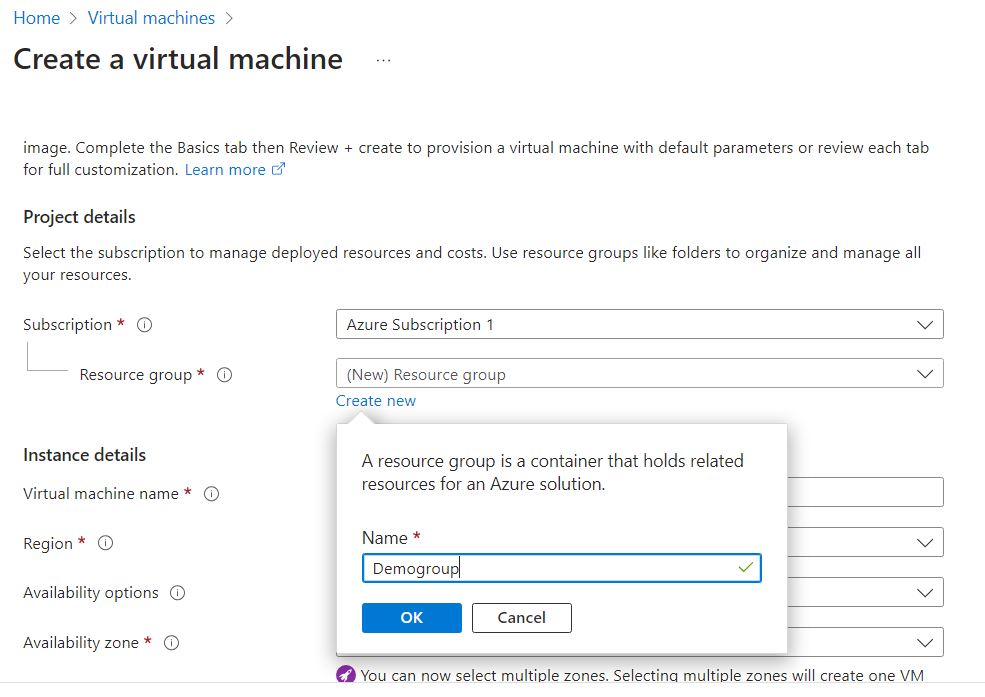 Home > Virtual machines >
Create a virtual machine ...
image. Complete the Basics tab then Review + create to provision a virtual machine with default parameters or review each tab
for full customization. Learn more
Project details
Select the subscription to manage deployed resources and costs. Use resource groups like folders to organize and manage all
your resources.
Subscription *
Azure Subscription 1
Resource group *
(New) Resource group
Create new
A resource group is a container that holds related
resources for an Azure solution.
Name *
Demogroup
OK
Cancel
Instance details
Virtual machine name *
Region *
Availability options
Availability zone *
You can now select multiple zones. Selecting multiple zones will create one VM